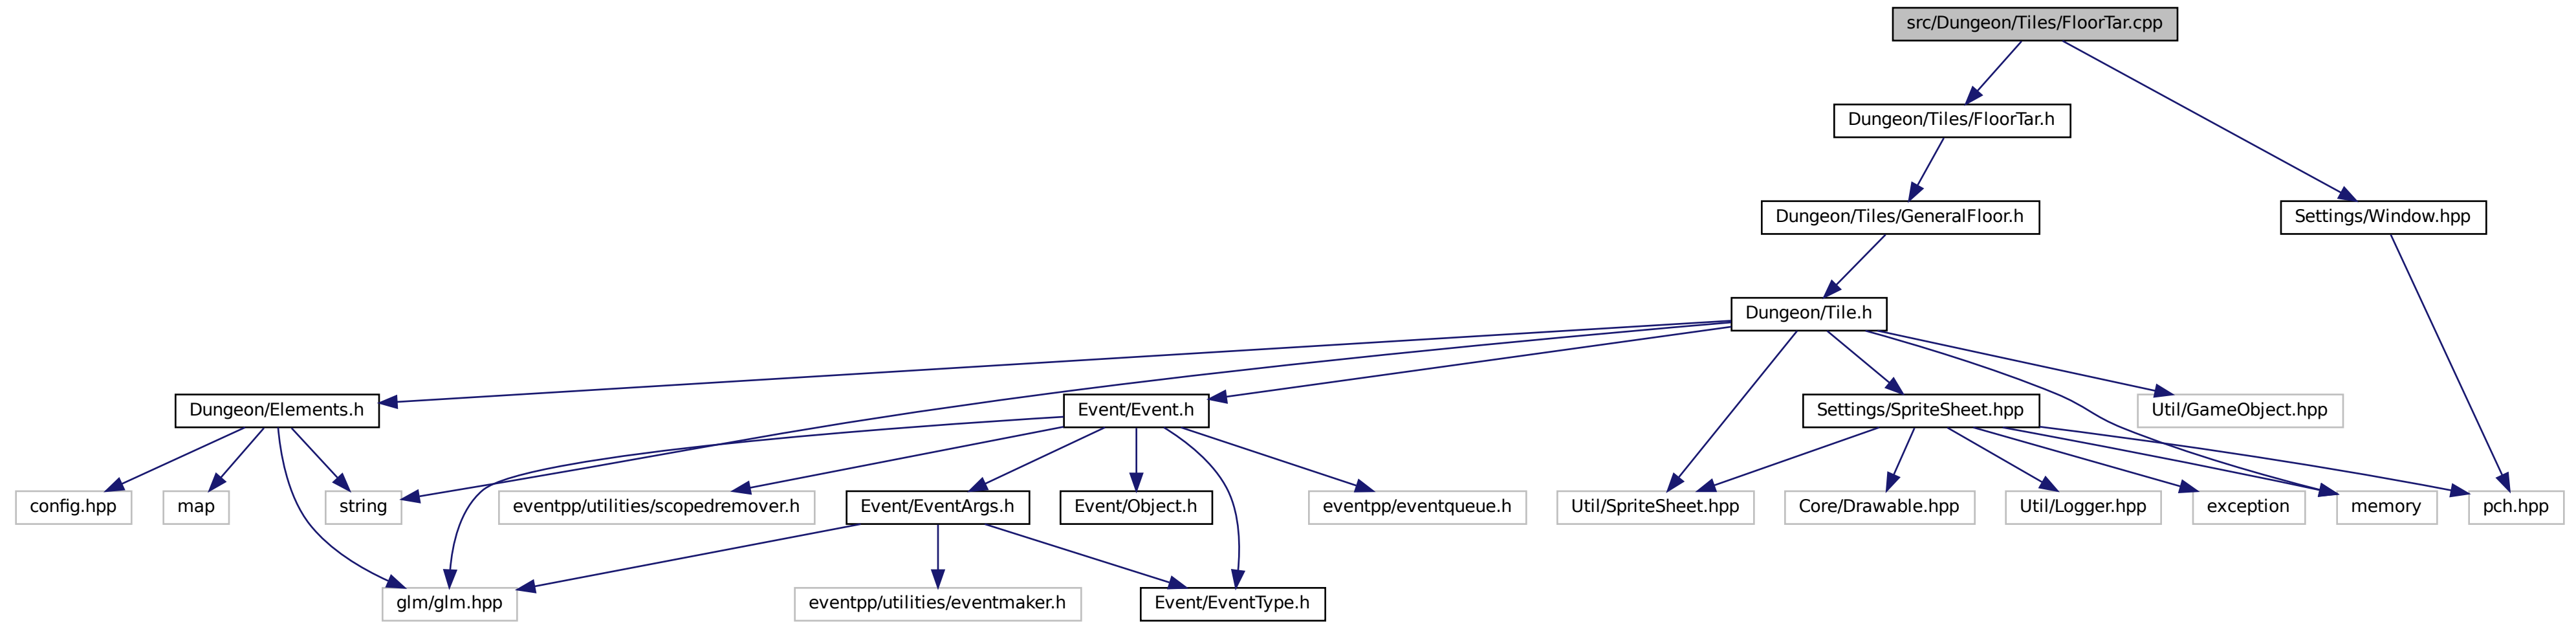 src/Dungeon/Tiles/FloorTar.cpp
Dungeon/Tiles/FloorTar.h
Dungeon/Tiles/GeneralFloor.h
Settings/Window.hpp
Dungeon/Tile.h
Dungeon/Elements.h
Event/Event.h
Settings/SpriteSheet.hpp
Util/GameObject.hpp
config.hpp
map
string
eventpp/utilities/scopedremover.h
Event/EventArgs.h
Event/Object.h
eventpp/eventqueue.h
Util/SpriteSheet.hpp
Core/Drawable.hpp
Util/Logger.hpp
exception
memory
pch.hpp
glm/glm.hpp
eventpp/utilities/eventmaker.h
Event/EventType.h